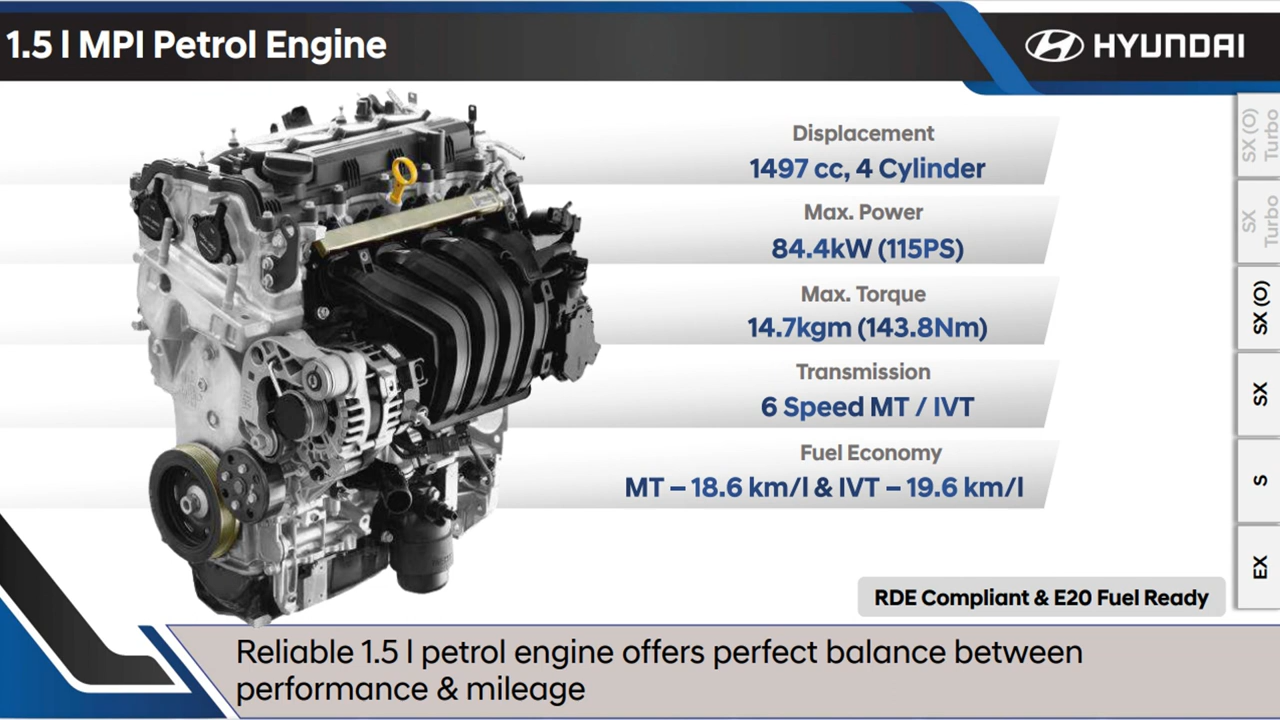 1.5 l MPI Petrol Engine
HYUNDAI
Displacement
1497 cc, 4 Cylinder
Max. Power
84.4kW (115PS)
Max. Torque
14.7kgm (143.8Nm)
Transmission
6 Speed MT / IVT
Fuel Economy
MT – 18.6 km/l & IVT – 19.6 km/l
RDE Compliant & E20 Fuel Ready
Reliable 1.5 l petrol engine offers perfect balance between
performance & mileage
SX (O)
Turbo
SX
Turbo
SX (O)
SX
S
EX